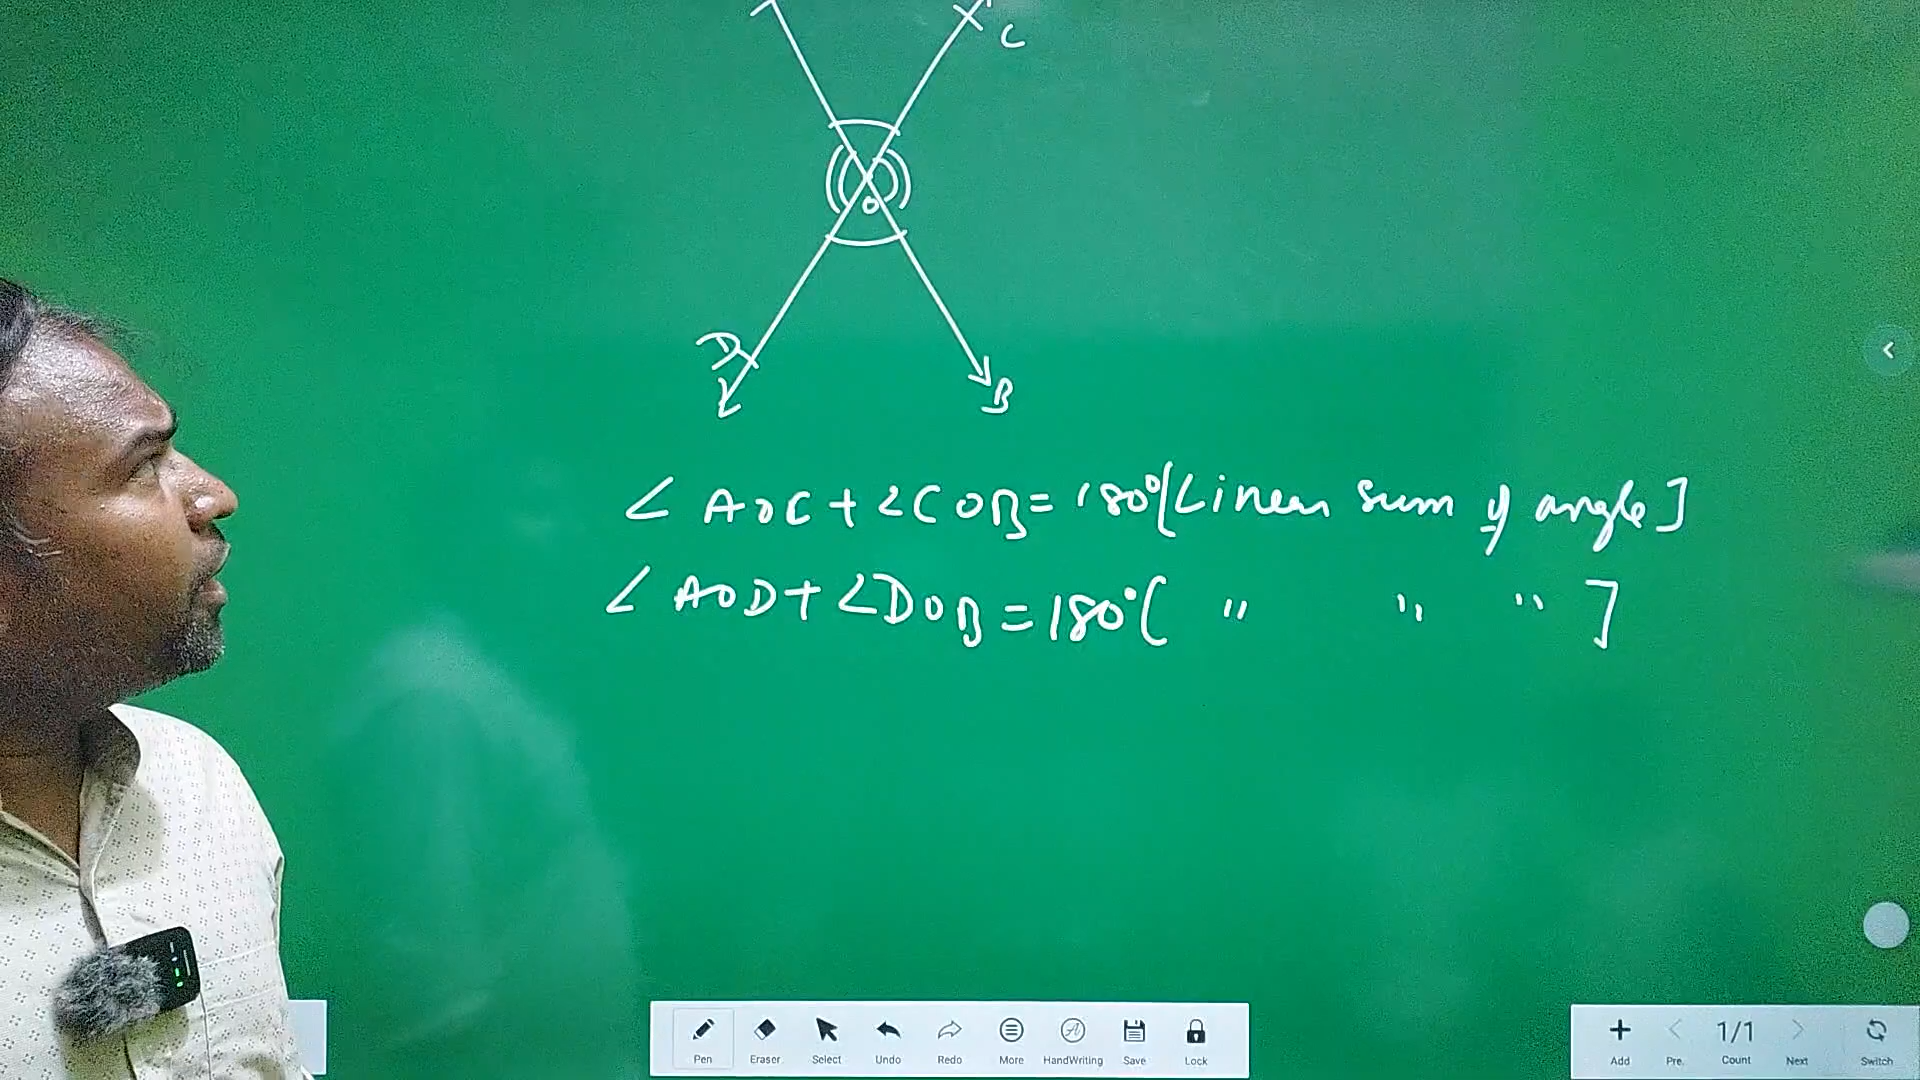 C
O
D
B
∠AOC + ∠COB = 180° [Linear sum of angle]
∠AOD + ∠DOB = 180° [ " " " ]
Pen Eraser Select Undo Redo More HandWriting Save Lock
Add Pre. 1/1 Count Next Switch